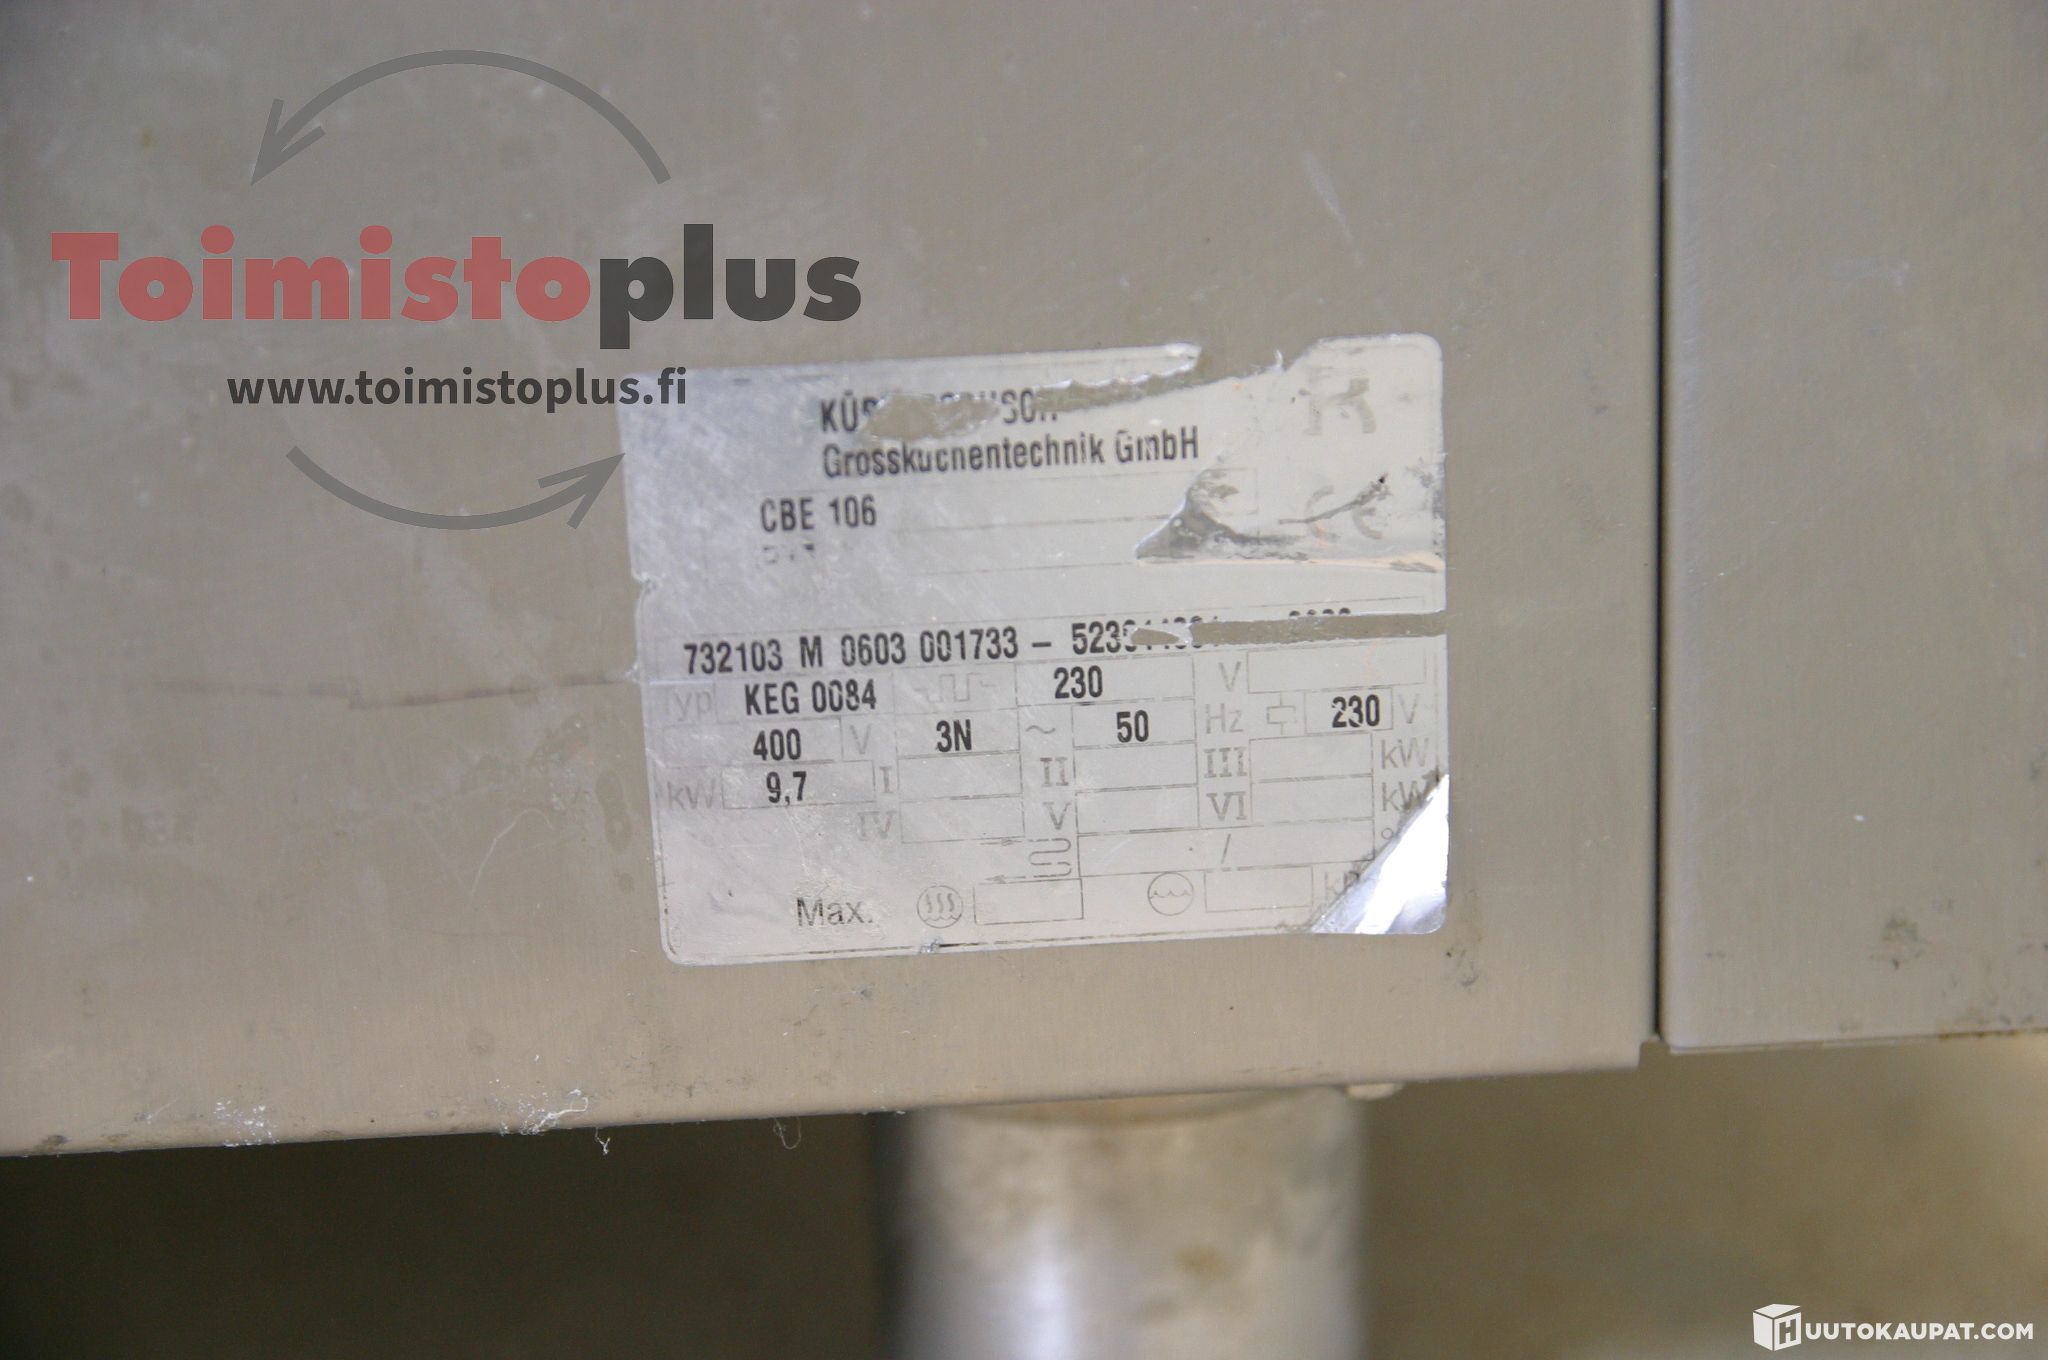 Toimistoplus
www.toimistoplus.fi
Grosskuchentechnik GmbH
CBE 106
CE
732103 M 0603 001733 –
Typ KEG 0084 230 V
400 V 3N ~ 50 Hz 230 V
kW 9,7 I II III kW
IV V VI kW
/
Max.
HUUTOKAUPAT.COM